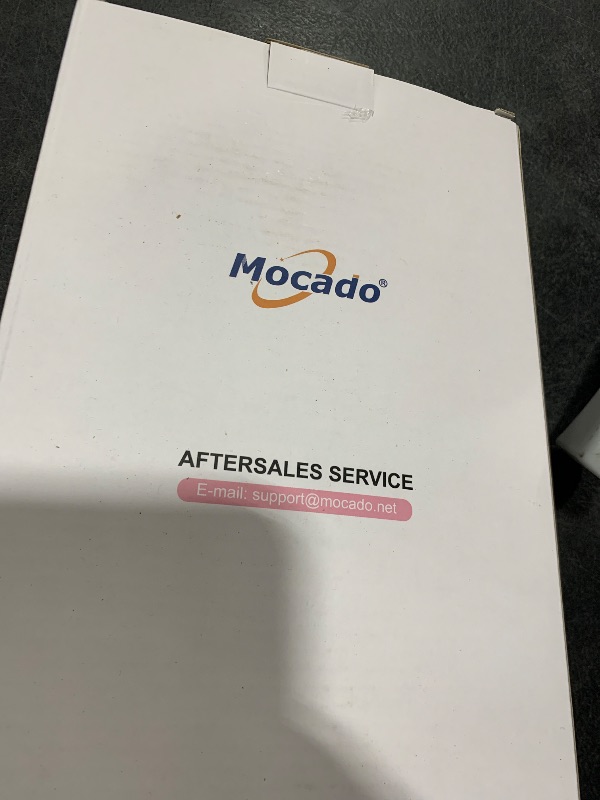 Mocado®
AFTERSALES SERVICE
E-mail: support@mocado.net